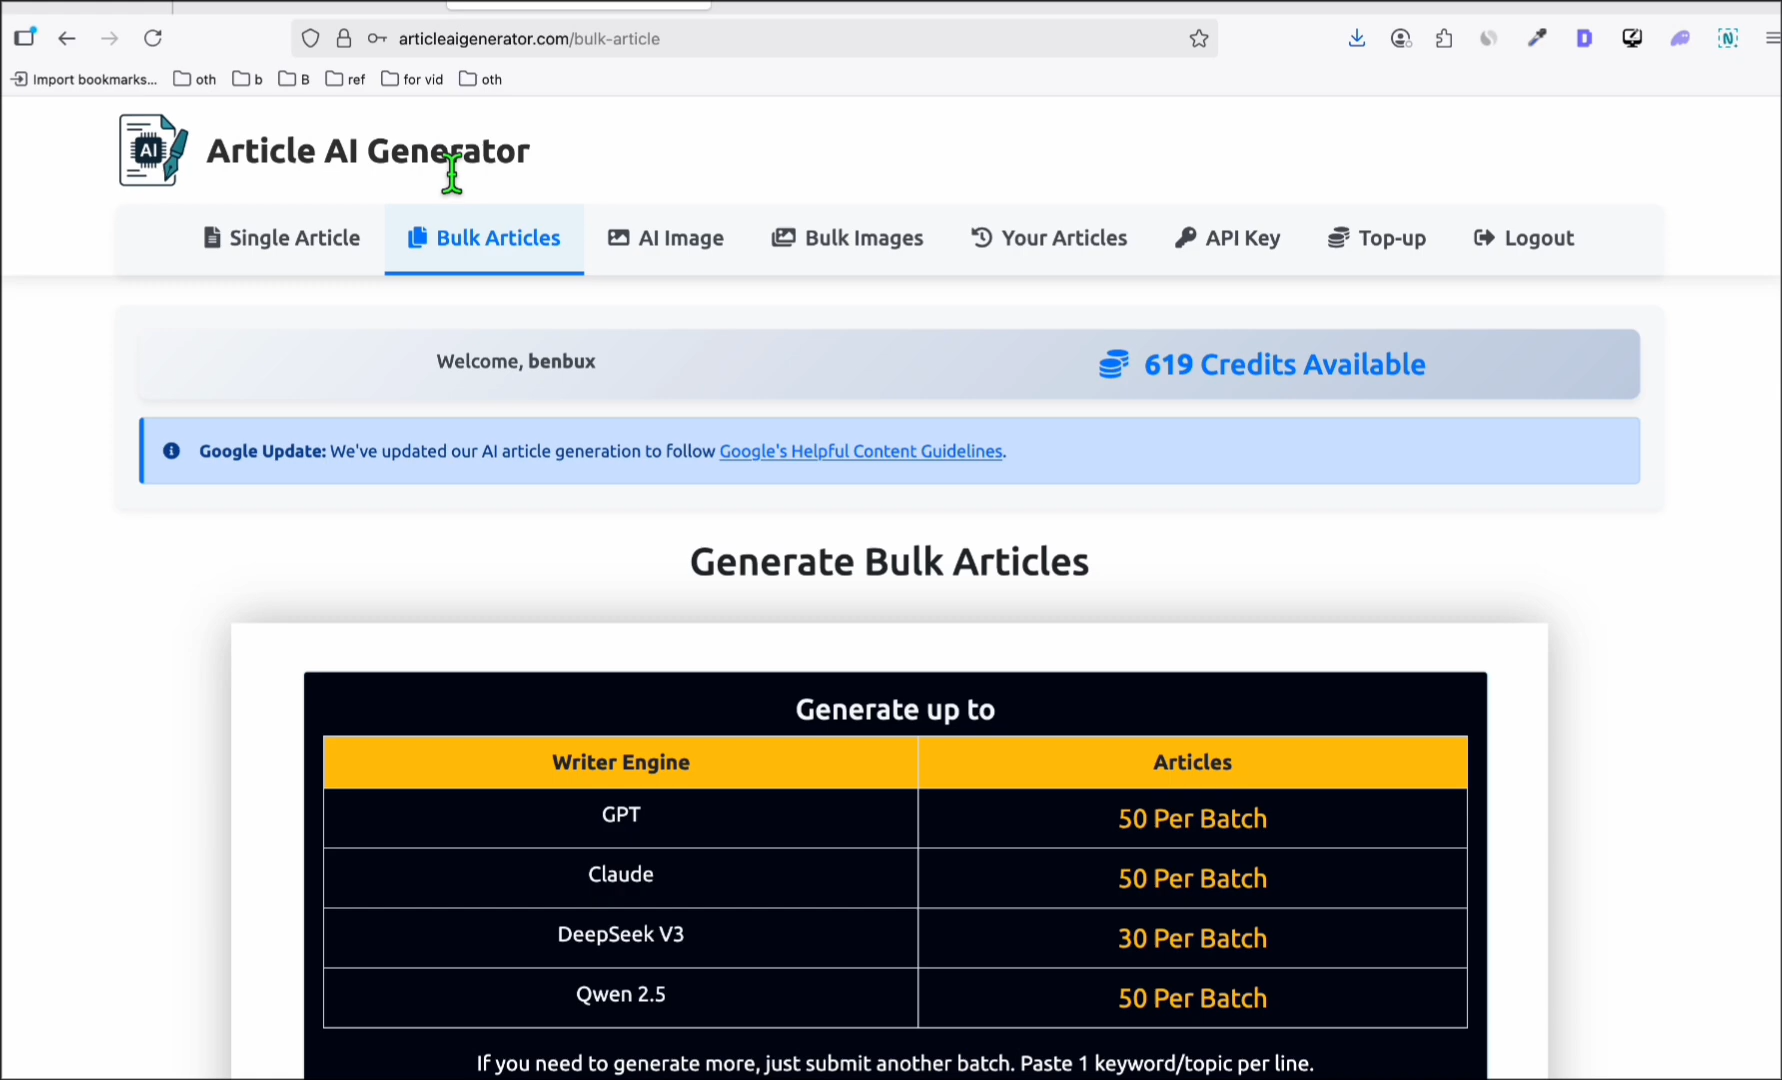 articleaigenerator.com/bulk-article
Import bookmarks... oth b B ref for vid oth
AI Article AI Generator
Single Article Bulk Articles AI Image Bulk Images Your Articles API Key Top-up Logout
Welcome, benbux 619 Credits Available
Google Update: We've updated our AI article generation to follow Google's Helpful Content Guidelines.
Generate Bulk Articles
Generate up to
Writer Engine Articles
GPT 50 Per Batch
Claude 50 Per Batch
DeepSeek V3 30 Per Batch
Qwen 2.5 50 Per Batch
If you need to generate more, just submit another batch. Paste 1 keyword/topic per line.